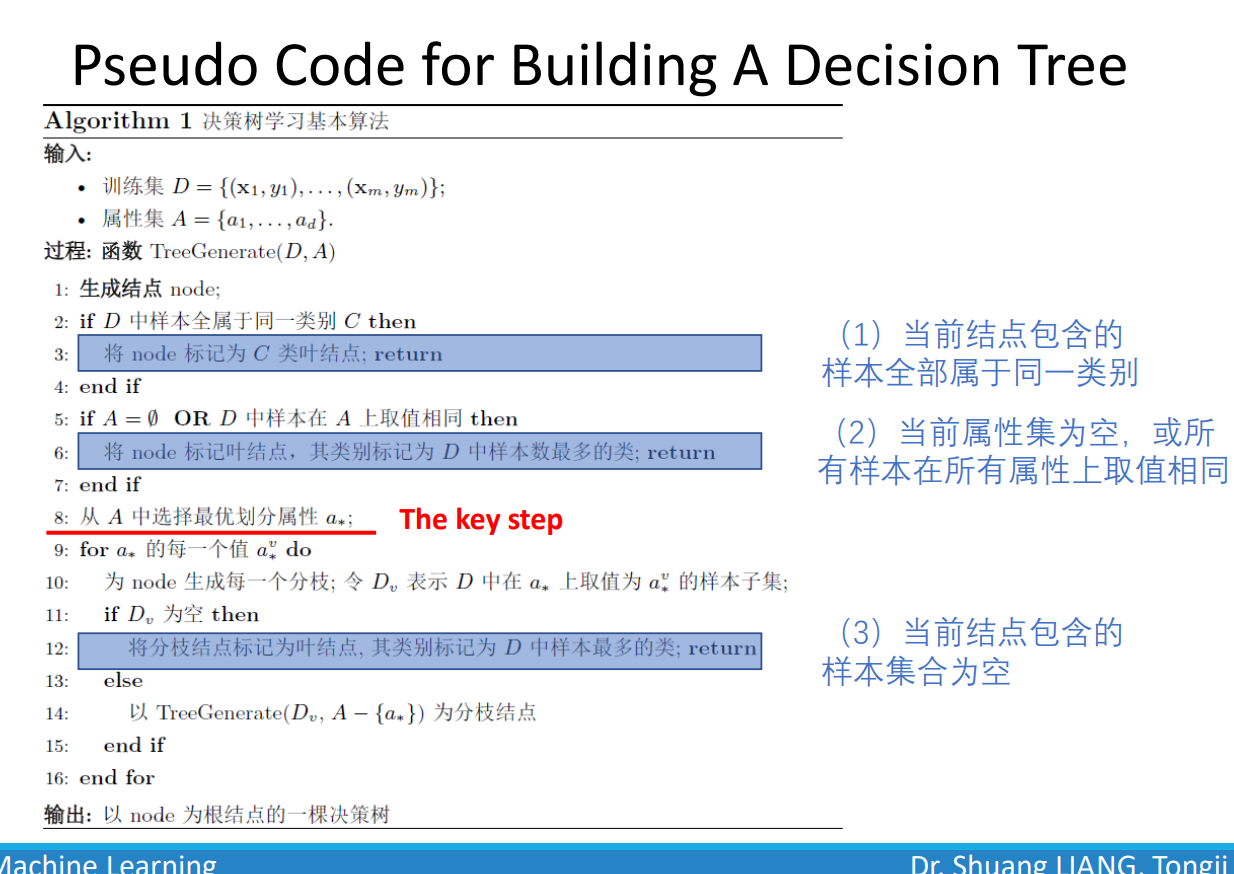 Pseudo Code for Building A Decision Tree
Algorithm 1 决策树学习基本算法
输入:
• 训练集 D = {(x₁, y₁), . . . , (xₘ, yₘ)};
• 属性集 A = {a₁, . . . , a_d}.
过程: 函数 TreeGenerate(D, A)
1: 生成结点 node;
2: if D 中样本全属于同一类别 C then
3: 将 node 标记为 C 类叶结点; return
4: end if
5: if A = ∅ OR D 中样本在 A 上取值相同 then
6: 将 node 标记叶结点，其类别标记为 D 中样本数最多的类; return
7: end if
8: 从 A 中选择最优划分属性 a_*;
The key step
9: for a_* 的每一个值 a_*^v do
10: 为 node 生成每一个分枝; 令 D_v 表示 D 中在 a_* 上取值为 a_*^v 的样本子集;
11: if D_v 为空 then
12: 将分枝结点标记为叶结点, 其类别标记为 D 中样本最多的类; return
13: else
14: 以 TreeGenerate(D_v, A − {a_*}) 为分枝结点
15: end if
16: end for
输出: 以 node 为根结点的一棵决策树
（1）当前结点包含的
样本全部属于同一类别
（2）当前属性集为空，或所
有样本在所有属性上取值相同
（3）当前结点包含的
样本集合为空
Machine Learning
Dr. Shuang LIANG, Tongji